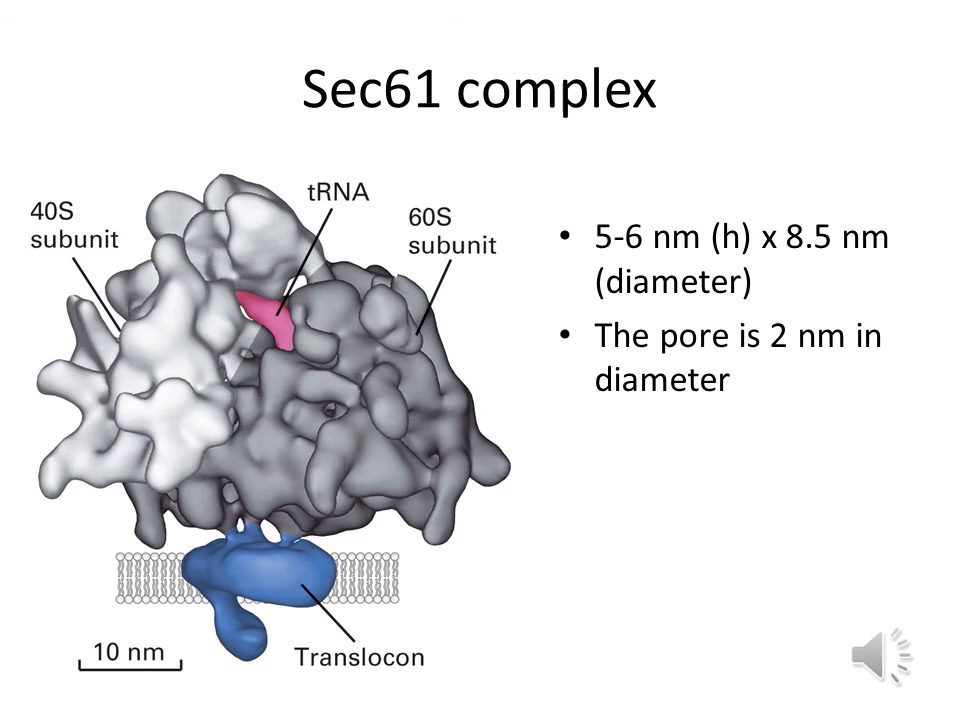 Sec61 complex
40S
subunit
tRNA
60S
subunit
10 nm
Translocon
• 5-6 nm (h) x 8.5 nm
(diameter)
• The pore is 2 nm in
diameter